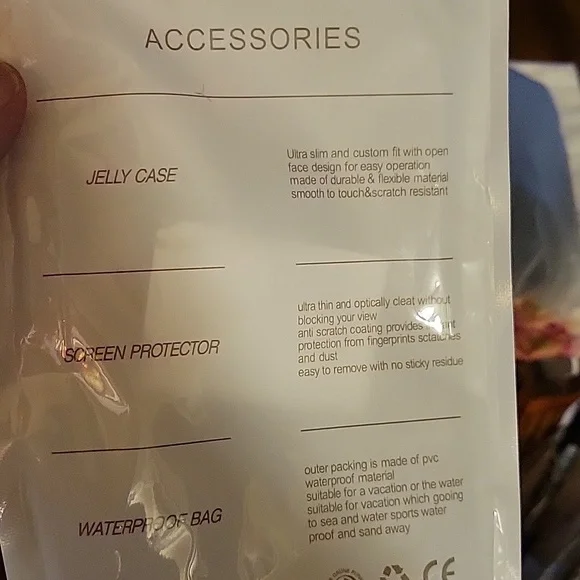 ACCESSORIES
JELLY CASE
Ultra slim and custom fit with open
face design for easy operation
made of durable & flexible material
smooth to touch&scratch resistant
SCREEN PROTECTOR
ultra thin and optically cleat without
blocking your view
anti scratch coating provides
protection from fingerprints sctatches
and dust
easy to remove with no sticky residue
WATERPROOF BAG
outer packing is made of pvc
waterproof material
suitable for a vacation or the water
suitable for vacation which gooing
to sea and water sports water
proof and sand away
CE